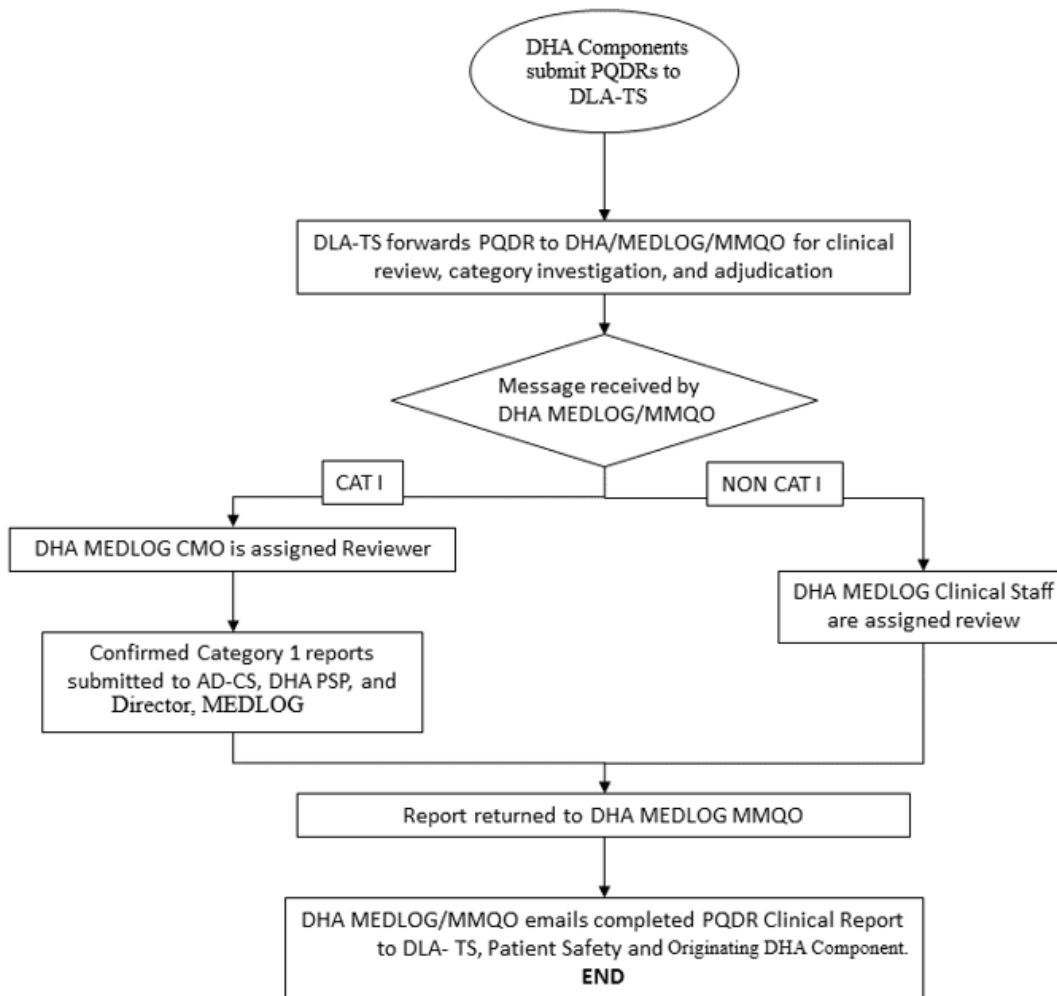 DHA Components
submit PQDRs to
DLA-TS
DLA-TS forwards PQDR to DHA/MEDLOG/MMQO for clinical
review, category investigation, and adjudication
Message received by
DHA MEDLOG/MMQO
CAT I
NON CAT I
DHA MEDLOG CMO is assigned Reviewer
DHA MEDLOG Clinical Staff
are assigned review
Confirmed Category 1 reports
submitted to AD-CS, DHA PSP, and
Director, MEDLOG
Report returned to DHA MEDLOG MMQO
DHA MEDLOG/MMQO emails completed PQDR Clinical Report
to DLA- TS, Patient Safety and Originating DHA Component.
END